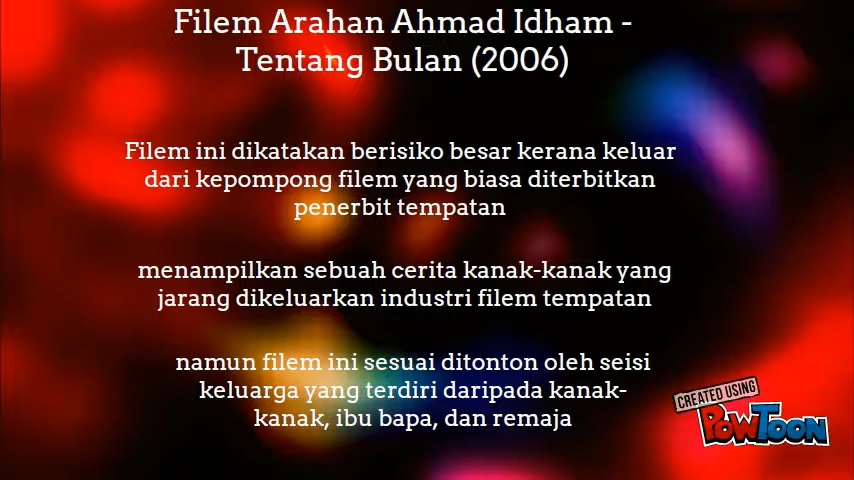 Filem Arahan Ahmad Idham -
Tentang Bulan (2006)
Filem ini dikatakan berisiko besar kerana keluar
dari kepompong filem yang biasa diterbitkan
penerbit tempatan
menampilkan sebuah cerita kanak-kanak yang
jarang dikeluarkan industri filem tempatan
namun filem ini sesuai ditonton oleh seisi
keluarga yang terdiri daripada kanak-
kanak, ibu bapa, dan remaja
CREATED USING
POWTOON